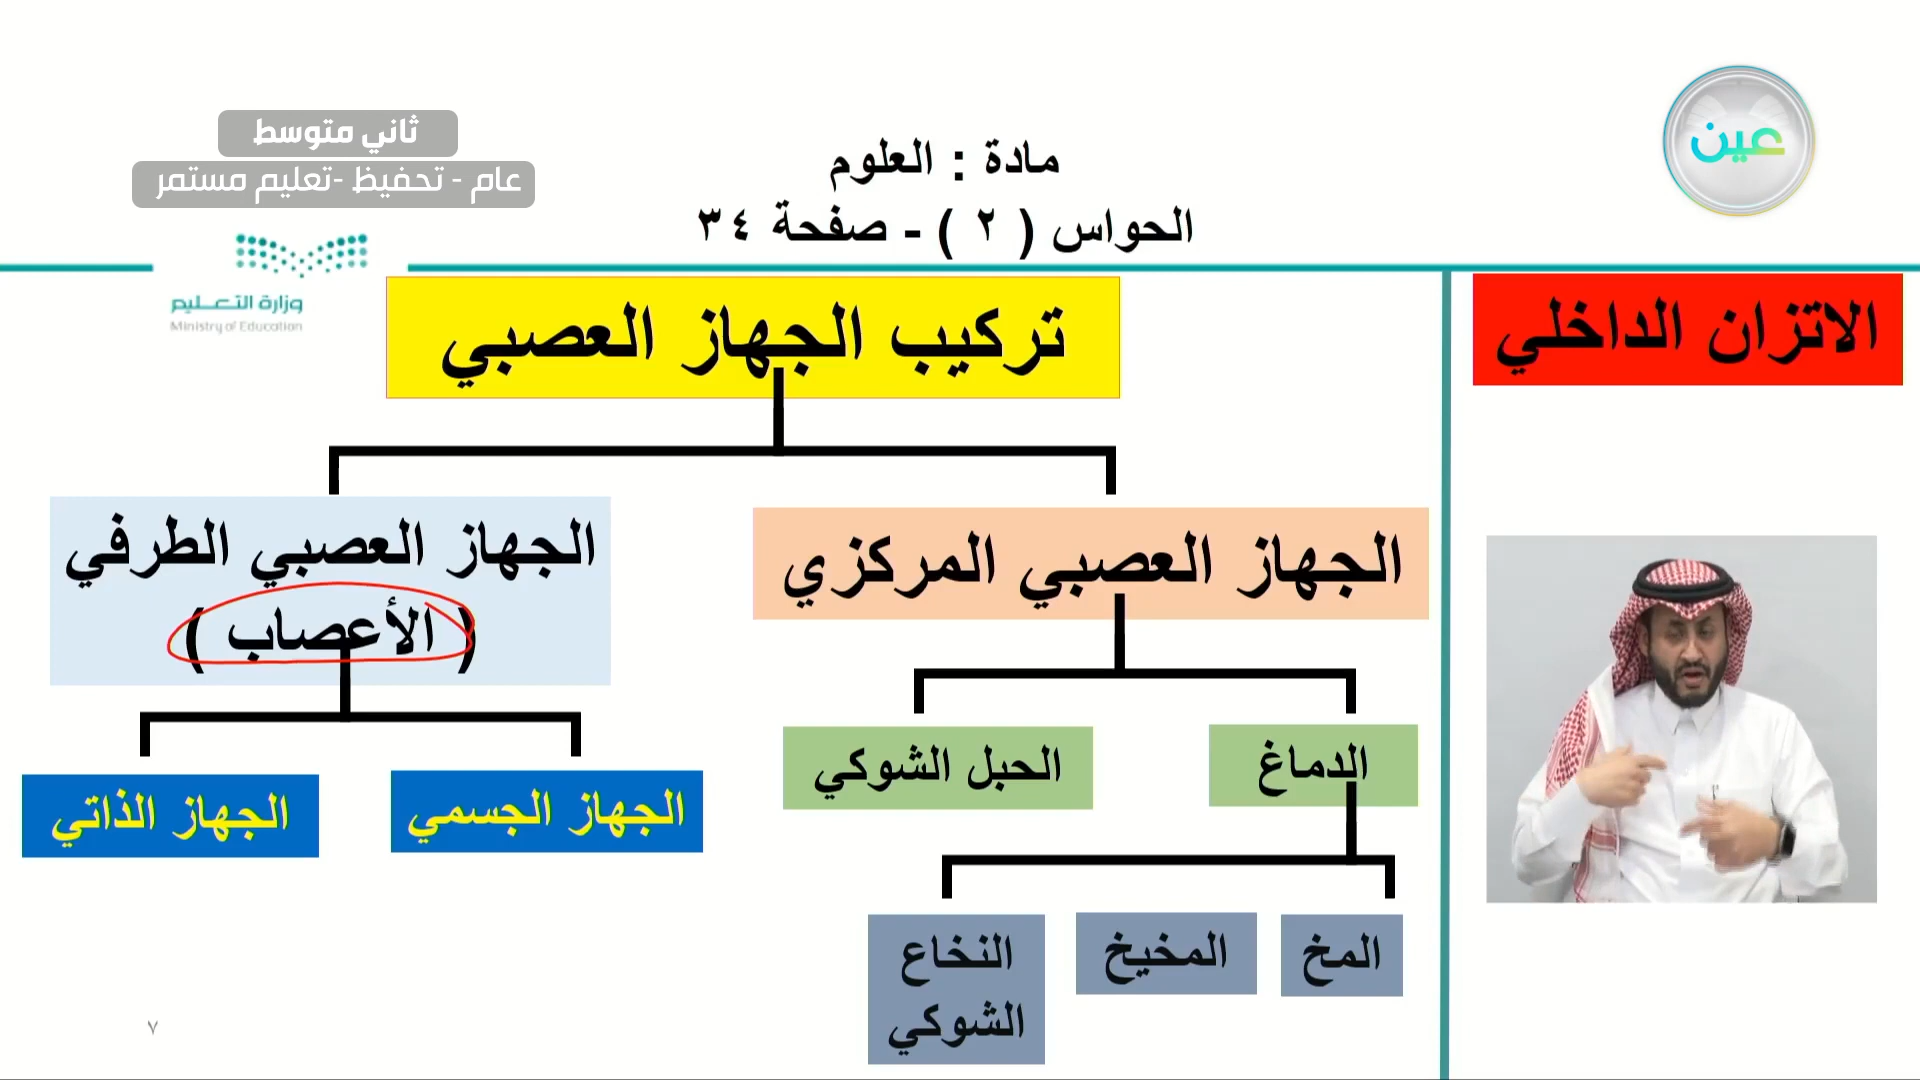 ثاني متوسط
عام - تحفيظ -تعليم مستمر
عين
مادة : العلوم
الحواس ( ٢ ) - صفحة ٣٤
وزارة التعليم
Ministry of Education
الاتزان الداخلي
تركيب الجهاز العصبي
الجهاز العصبي المركزي
الجهاز العصبي الطرفي
( الأعصاب )
الدماغ
الحبل الشوكي
الجهاز الجسمي
الجهاز الذاتي
المخ
المخيخ
النخاع
الشوكي
٧